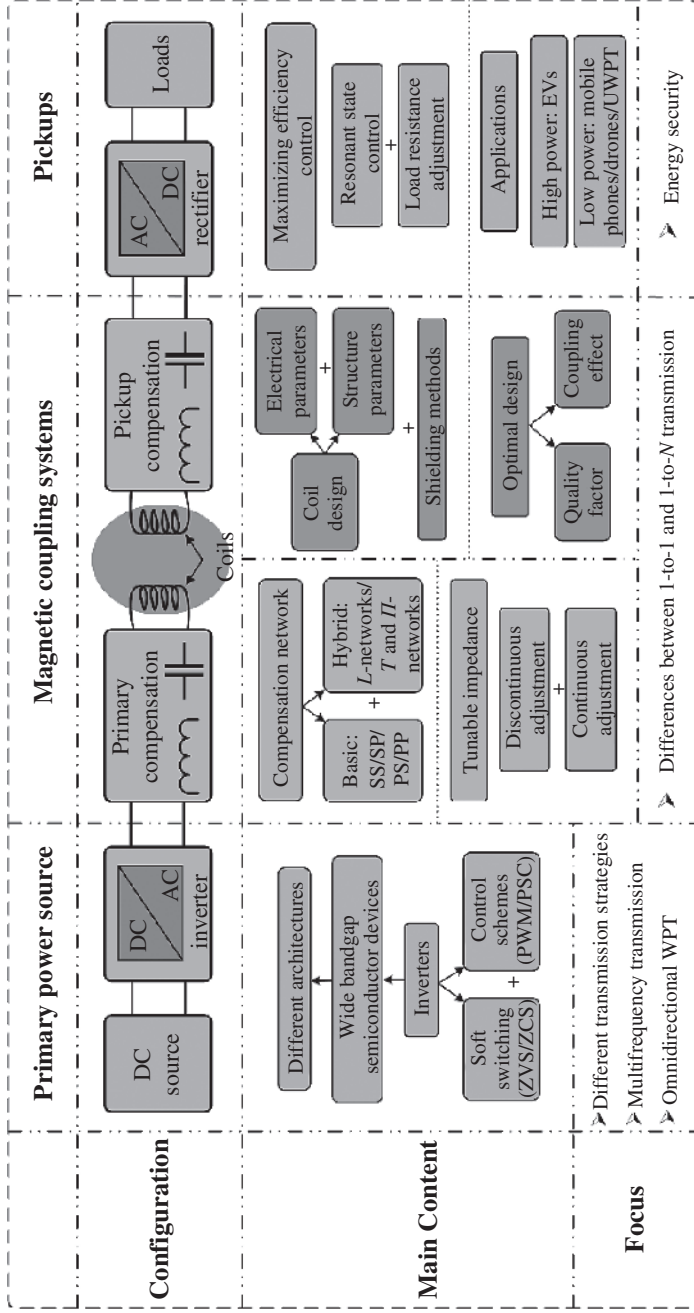 Primary power source
Magnetic coupling systems
Pickups
Configuration
DC
source
DC
AC
inverter
Primary
compensation
Coils
Pickup
compensation
AC
DC
rectifier
Loads
Main Content
Different architectures
Wide bandgap
semiconductor devices
Inverters
Soft
switching
(ZVS/ZCS)
+
Control
schemes
(PWM/PSC)
Compensation network
Basic:
SS/SP/
PS/PP
+
Hybrid:
L-networks/
T and Π-
networks
Tunable impedance
Discontinuous
adjustment
+
Continuous
adjustment
Coil
design
Electrical
parameters
+
Structure
parameters
+
Shielding methods
Optimal design
Quality
factor
Coupling
effect
Maximizing efficiency
control
Resonant state
control
+
Load resistance
adjustment
Applications
High power: EVs
Low power: mobile
phones/drones/UWPT
Focus
➢ Different transmission strategies
➢ Multifrequency transmission
➢ Omnidirectional WPT
➢ Differences between 1-to-1 and 1-to-N transmission
➢ Energy security